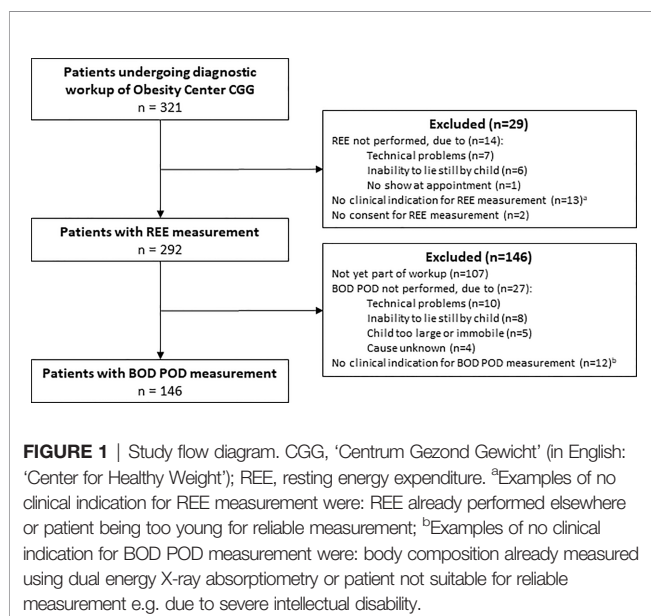 Patients undergoing diagnostic
workup of Obesity Center CGG
n = 321
Excluded (n=29)
REE not performed, due to (n=14):
Technical problems (n=7)
Inability to lie still by child (n=6)
No show at appointment (n=1)
No clinical indication for REE measurement (n=13)ᵃ
No consent for REE measurement (n=2)
Patients with REE measurement
n = 292
Excluded (n=146)
Not yet part of workup (n=107)
BOD POD not performed, due to (n=27):
Technical problems (n=10)
Inability to lie still by child (n=8)
Child too large or immobile (n=5)
Cause unknown (n=4)
No clinical indication for BOD POD measurement (n=12)ᵇ
Patients with BOD POD measurement
n = 146
FIGURE 1 | Study flow diagram. CGG, ‘Centrum Gezond Gewicht’ (in English:
‘Center for Healthy Weight’); REE, resting energy expenditure. ᵃExamples of no
clinical indication for REE measurement were: REE already performed elsewhere
or patient being too young for reliable measurement; ᵇExamples of no clinical
indication for BOD POD measurement were: body composition already measured
using dual energy X-ray absorptiometry or patient not suitable for reliable
measurement e.g. due to severe intellectual disability.